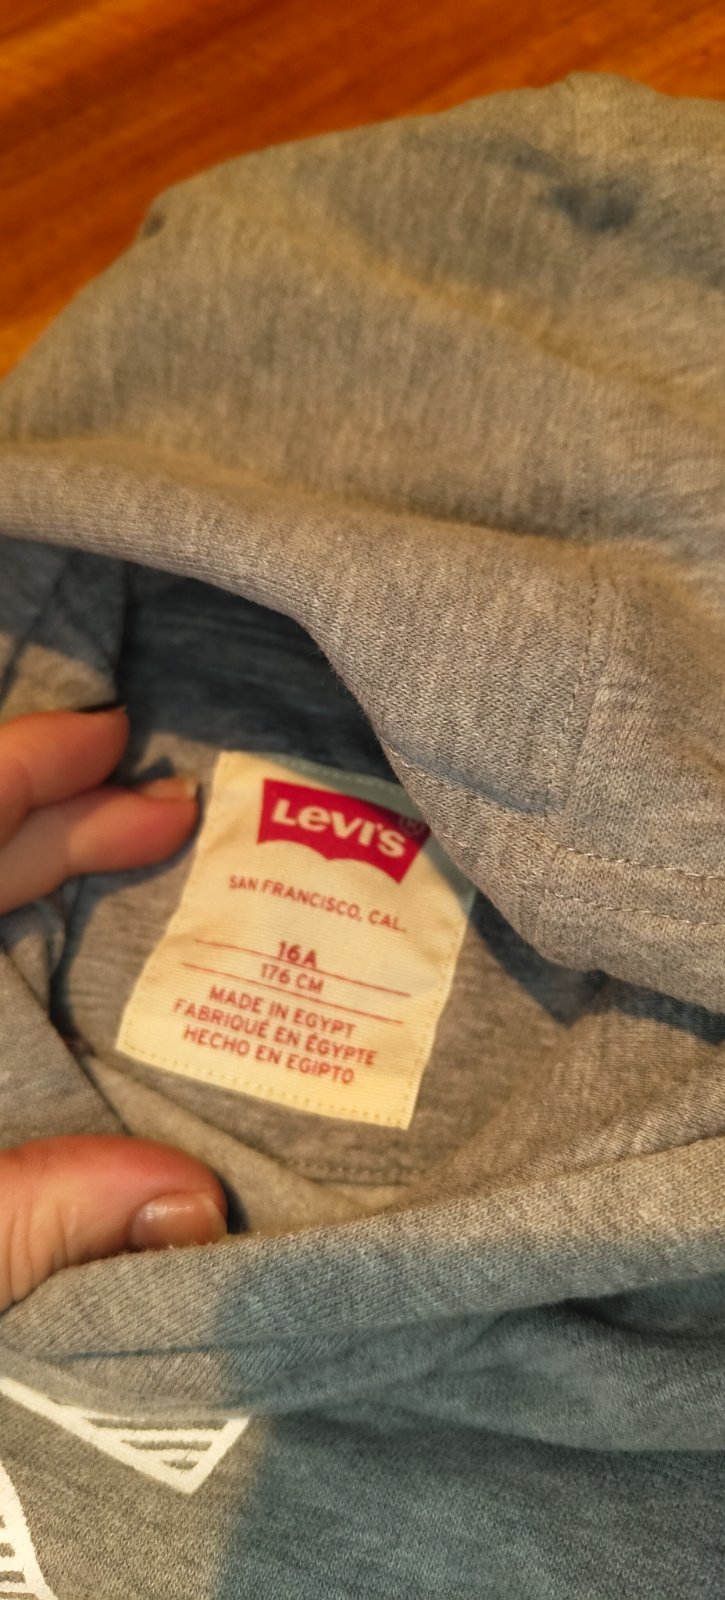 Levi's®
SAN FRANCISCO, CAL.
16A
176 CM
MADE IN EGYPT
FABRIQUÉ EN ÉGYPTE
HECHO EN EGIPTO